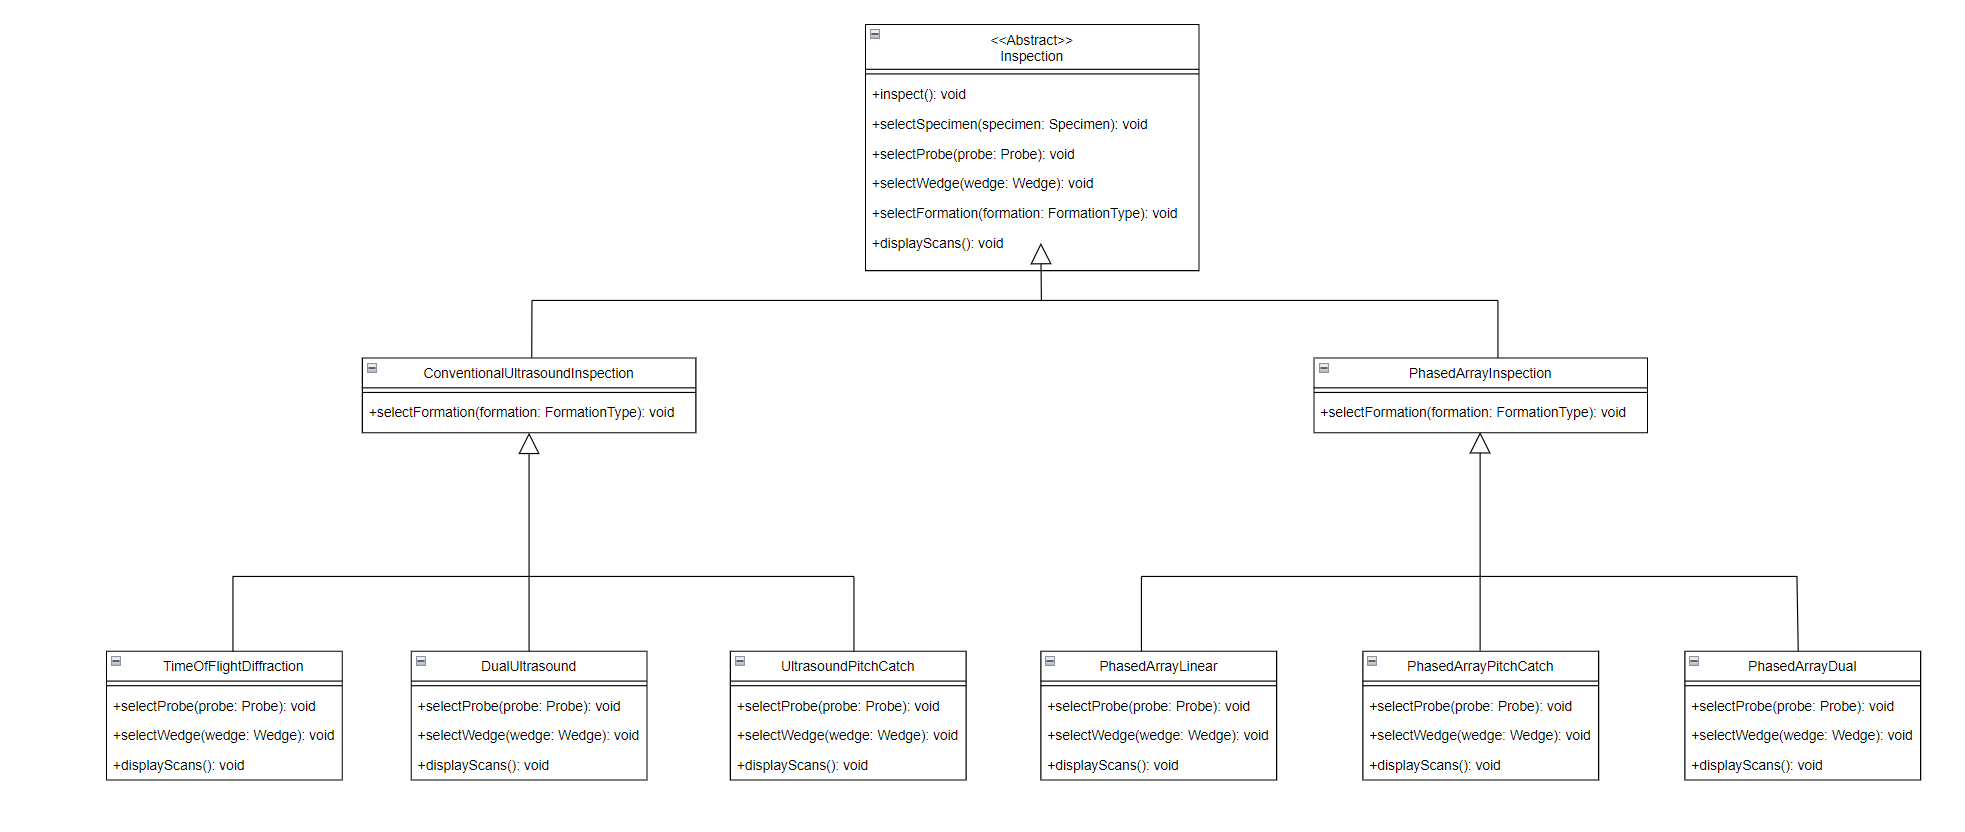 <<Abstract>>
Inspection
+inspect(): void
+selectSpecimen(specimen: Specimen): void
+selectProbe(probe: Probe): void
+selectWedge(wedge: Wedge): void
+selectFormation(formation: FormationType): void
+displayScans(): void
ConventionalUltrasoundInspection
+selectFormation(formation: FormationType): void
PhasedArrayInspection
+selectFormation(formation: FormationType): void
TimeOfFlightDiffraction
+selectProbe(probe: Probe): void
+selectWedge(wedge: Wedge): void
+displayScans(): void
DualUltrasound
+selectProbe(probe: Probe): void
+selectWedge(wedge: Wedge): void
+displayScans(): void
UltrasoundPitchCatch
+selectProbe(probe: Probe): void
+selectWedge(wedge: Wedge): void
+displayScans(): void
PhasedArrayLinear
+selectProbe(probe: Probe): void
+selectWedge(wedge: Wedge): void
+displayScans(): void
PhasedArrayPitchCatch
+selectProbe(probe: Probe): void
+selectWedge(wedge: Wedge): void
+displayScans(): void
PhasedArrayDual
+selectProbe(probe: Probe): void
+selectWedge(wedge: Wedge): void
+displayScans(): void